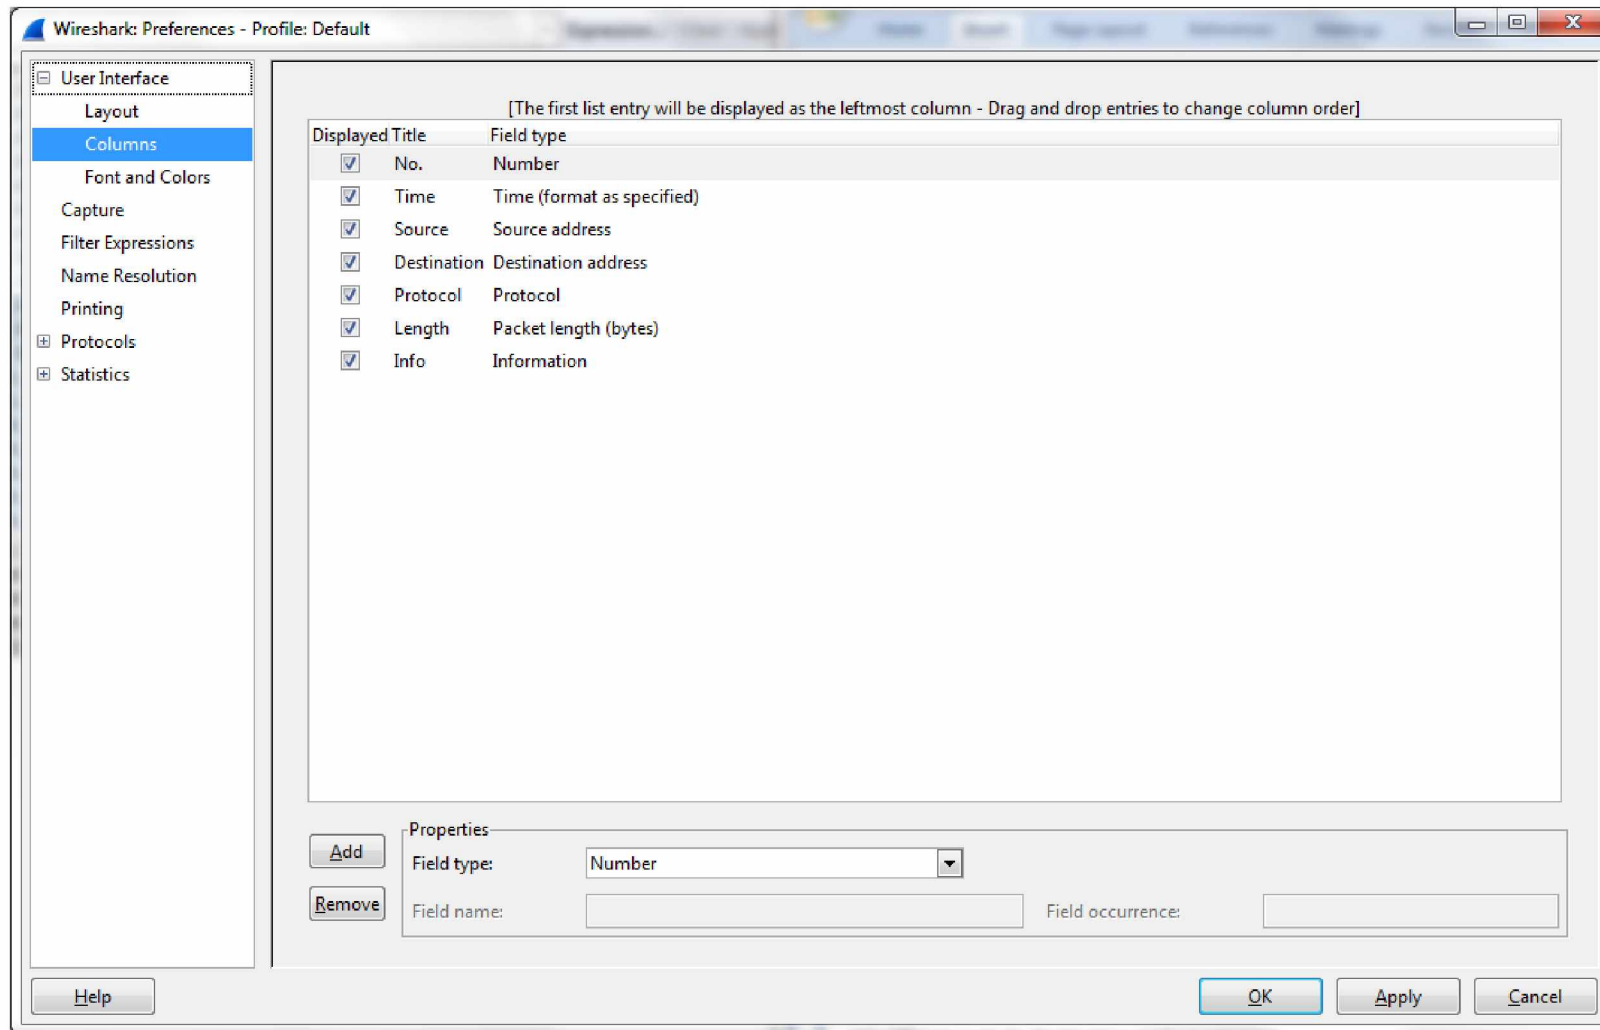 Wireshark: Preferences - Profile: Default
User Interface
Layout
Columns
Font and Colors
Capture
Filter Expressions
Name Resolution
Printing
Protocols
Statistics
[The first list entry will be displayed as the leftmost column - Drag and drop entries to change column order]
Displayed Title Field type
No. Number
Time Time (format as specified)
Source Source address
Destination Destination address
Protocol Protocol
Length Packet length (bytes)
Info Information
Properties
Add
Field type: Number
Remove
Field name: Field occurrence:
Help OK Apply Cancel